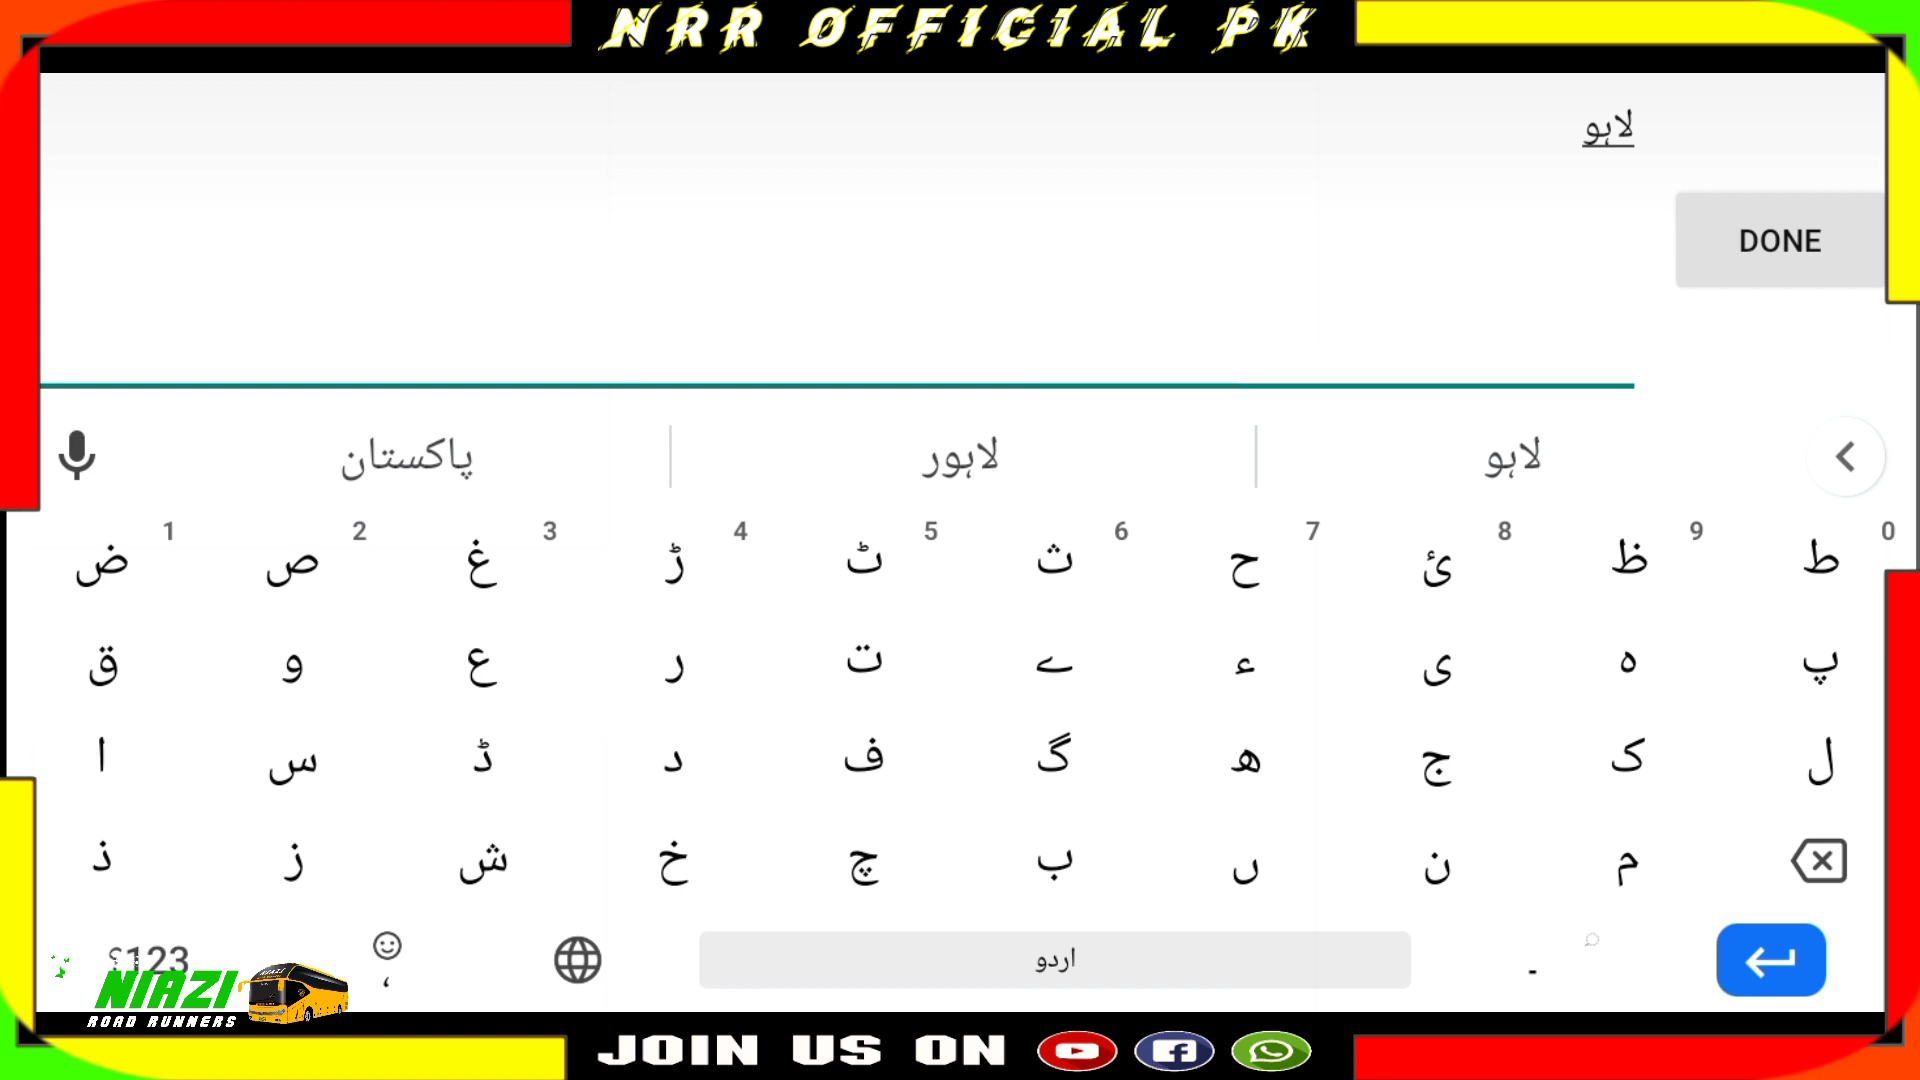 NRR OFFICIAL PK
لاہو
DONE
لاہو لاہور پاکستان
1 2 3 4 5 6 7 8 9 0
ض ص غ ڑ ٹ ث ح ئ ظ ط
ق و ع ر ت ے ء ی ہ پ
ا س ڈ د ف گ ھ ج ک ل
ذ ز ش خ چ ب ں ن م
؟123 ، اردو ۔
NIAZI
ROAD RUNNERS
JOIN US ON